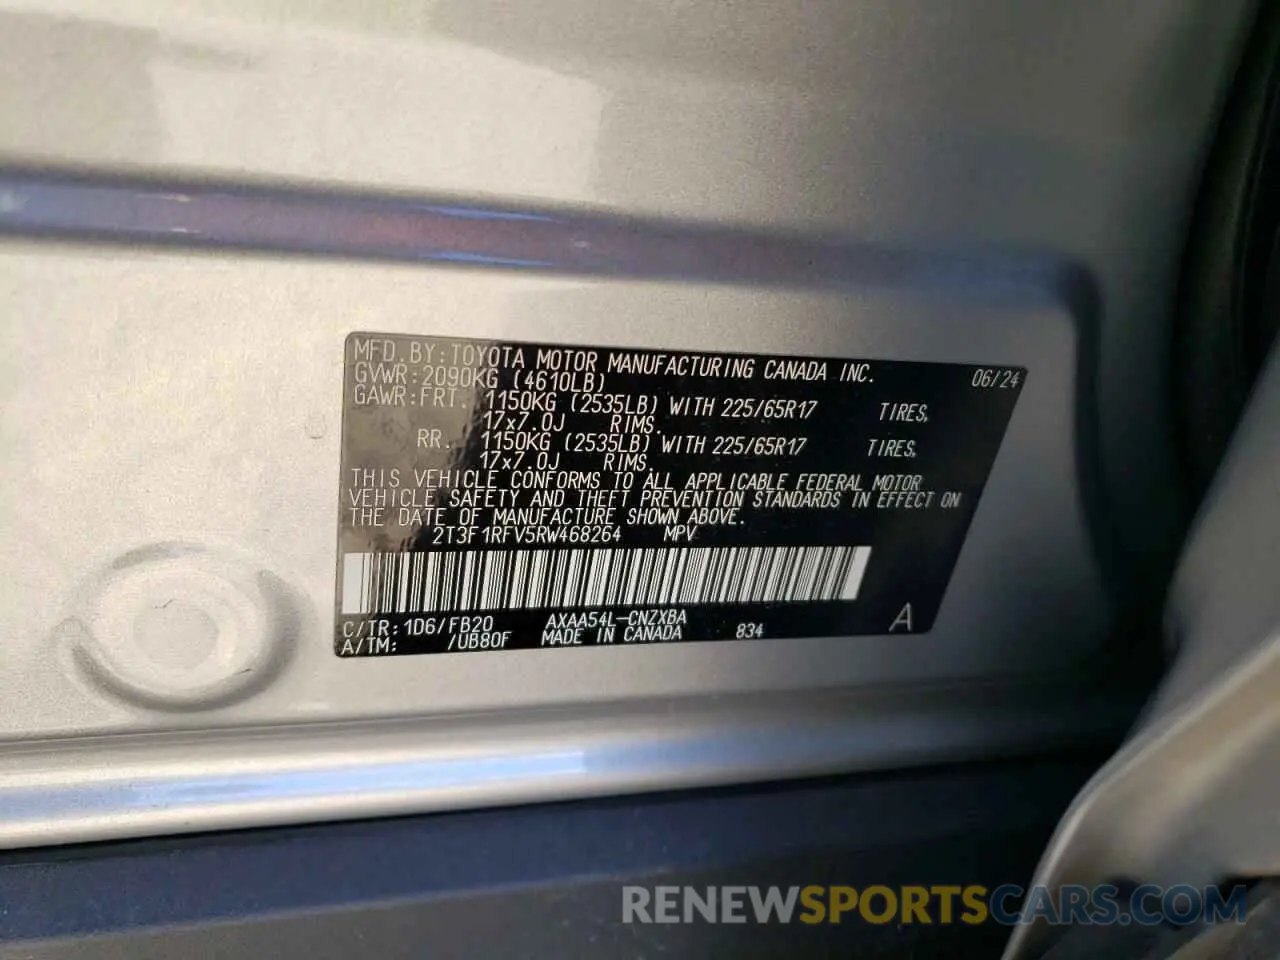 MFD.BY:TOYOTA MOTOR MANUFACTURING CANADA INC. 06/24
GVWR:2090KG (4610LB)
GAWR:FRT. 1150KG (2535LB) WITH 225/65R17 TIRES,
17x7.0J RIMS.
RR. 1150KG (2535LB) WITH 225/65R17 TIRES,
17x7.0J RIMS.
THIS VEHICLE CONFORMS TO ALL APPLICABLE FEDERAL MOTOR
VEHICLE SAFETY AND THEFT PREVENTION STANDARDS IN EFFECT ON
THE DATE OF MANUFACTURE SHOWN ABOVE.
2T3F1RFV5RW468264 MPV
C/TR:1D6/FB20 AXAA54L-CNZXBA
A/TM: /UB80F MADE IN CANADA 834 A
RENEWSPORTSCARS.COM